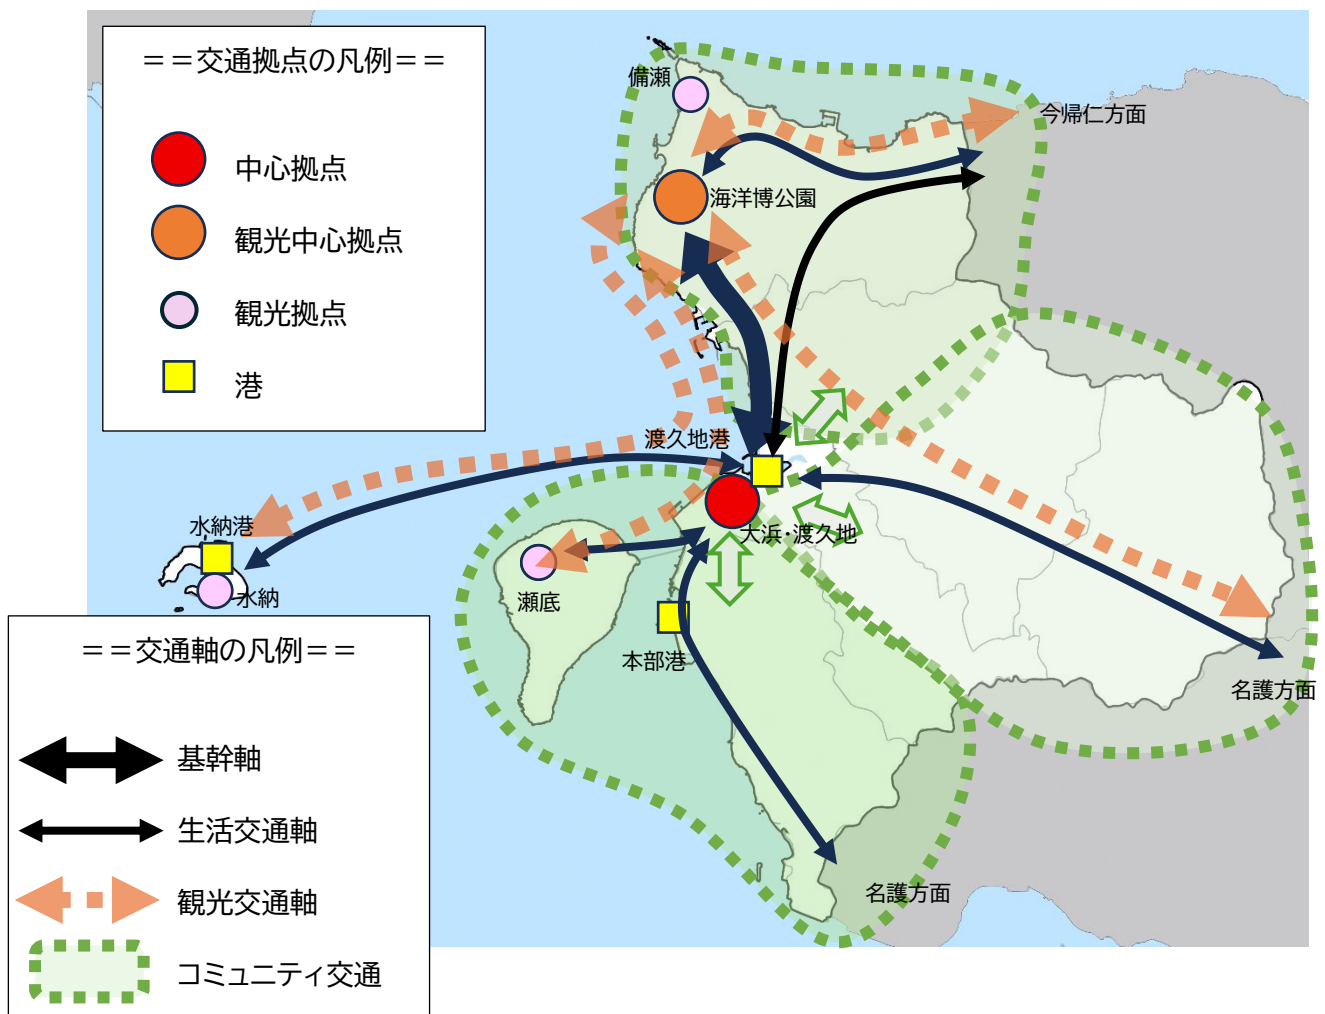 ==交通拠点の凡例==
中心拠点
観光中心拠点
観光拠点
港
備瀬
今帰仁方面
海洋博公園
渡久地港
大浜・渡久地
水納港
水納
瀬底
本部港
名護方面
名護方面
==交通軸の凡例==
基幹軸
生活交通軸
観光交通軸
コミュニティ交通